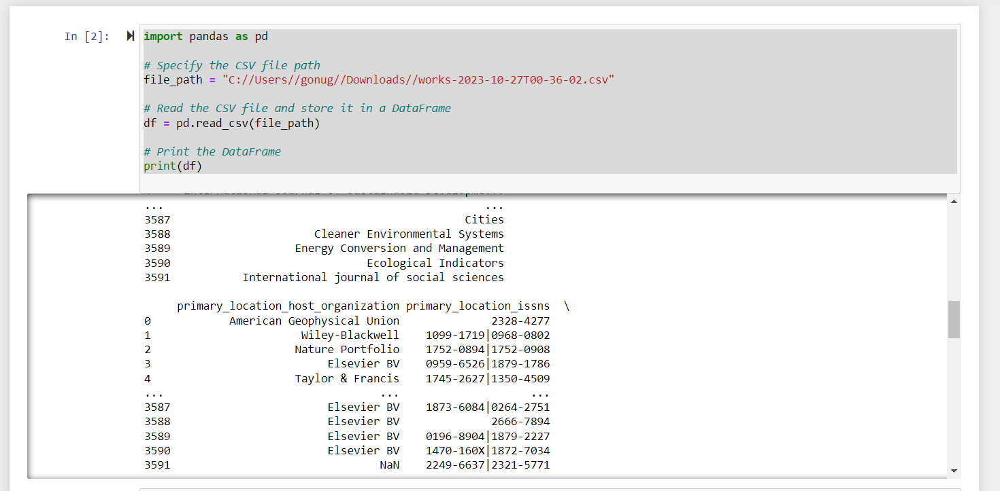 In [2]:
import pandas as pd
# Specify the CSV file path
file_path = "C://Users//gonug//Downloads//works-2023-10-27T00-36-02.csv"
# Read the CSV file and store it in a DataFrame
df = pd.read_csv(file_path)
# Print the DataFrame
print(df)
... ...
3587 Cities
3588 Cleaner Environmental Systems
3589 Energy Conversion and Management
3590 Ecological Indicators
3591 International journal of social sciences
primary_location_host_organization primary_location_issns \
0 American Geophysical Union 2328-4277
1 Wiley-Blackwell 1099-1719|0968-0802
2 Nature Portfolio 1752-0894|1752-0908
3 Elsevier BV 0959-6526|1879-1786
4 Taylor & Francis 1745-2627|1350-4509
... ... ...
3587 Elsevier BV 1873-6084|0264-2751
3588 Elsevier BV 2666-7894
3589 Elsevier BV 0196-8904|1879-2227
3590 Elsevier BV 1470-160X|1872-7034
3591 NaN 2249-6637|2321-5771